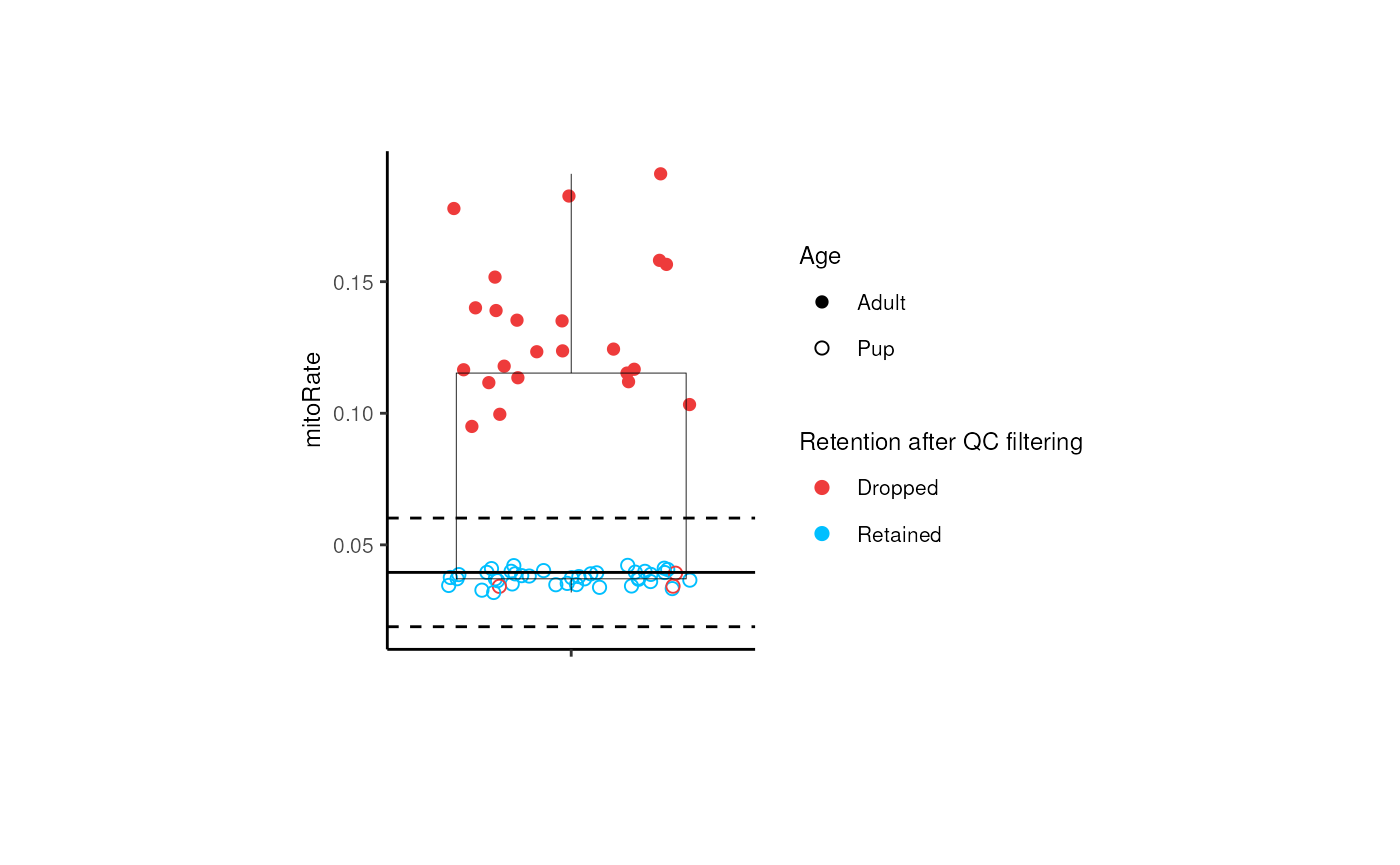 mitoRate
0.15
0.10
0.05
Age
Adult
Pup
Retention after QC filtering
Dropped
Retained